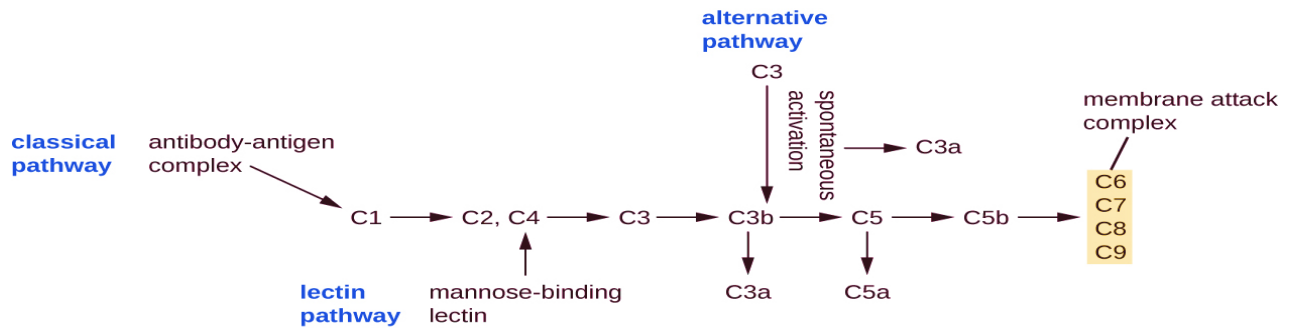 alternative
pathway
C3
spontaneous
activation
C3a
membrane attack
complex
classical
pathway
antibody-antigen
complex
C1
C2, C4
C3
C3b
C5
C5b
C6
C7
C8
C9
C3a
C5a
lectin
pathway
mannose-binding
lectin